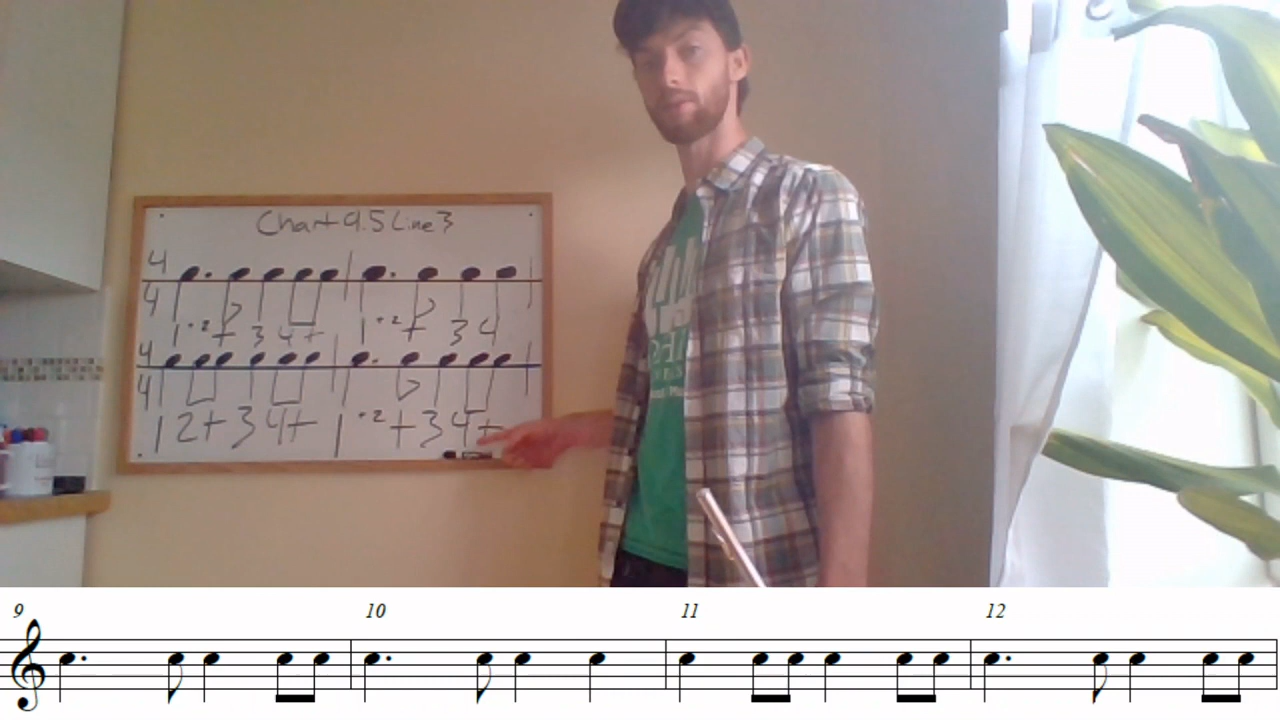 Chart 9.5 Line 3
4
4
1 • 2 + 3 4 + 1 • 2 + 3 4
4
4
1 2 + 3 4 + 1 • 2 + 3 4 +
9 10 11 12